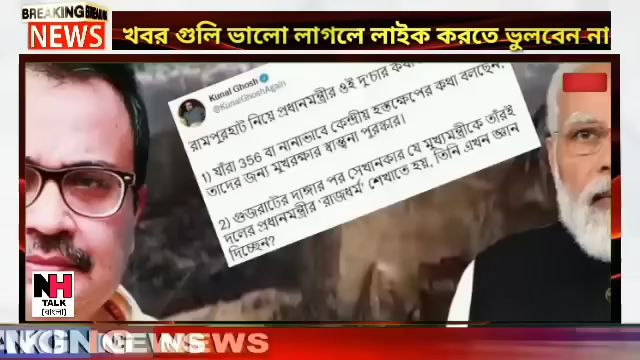 BREAKING BREAKING
NEWS
খবর গুলি ভালো লাগলে লাইক করতে ভুলবেন না
Kunal Ghosh
@KunalGhoshAgain
রামপুরহাট নিয়ে প্রধানমন্ত্রীর ওই দু'চার কথা
1) যাঁরা 356 বা নানাভাবে কেন্দ্রীয় হস্তক্ষেপের কথা বলছেন,
তাদের জন্য মুখরক্ষার স্বান্ত্বনা পুরস্কার।
2) গুজরাটের দাঙ্গার পর সেখানকার যে মুখ্যমন্ত্রীকে তাঁরই
দলের প্রধানমন্ত্রীর 'রাজধর্ম' শেখাতে হয়, তিনি এখন জ্ঞান
দিচ্ছেন?
NH
TALK
(বাংলা)
NEWS